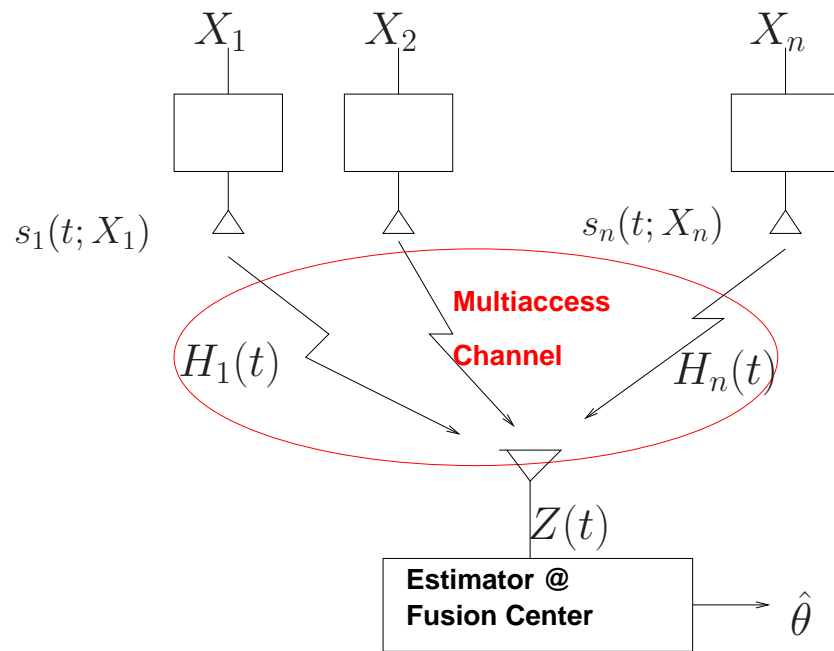 X₁ X₂ Xₙ
s₁(t; X₁) sₙ(t; Xₙ)
Multiaccess
Channel
H₁(t) Hₙ(t)
Z(t)
Estimator @
Fusion Center
θ̂